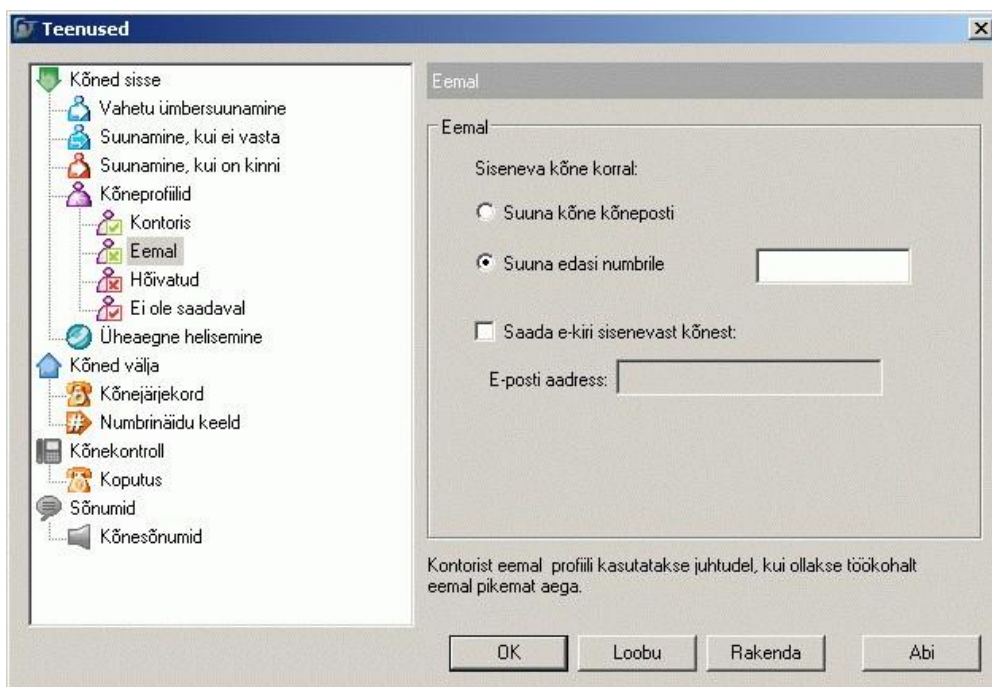 Teenused
Kõned sisse
Vahetu ümbersuunamine
Suunamine, kui ei vasta
Suunamine, kui on kinni
Kõneprofiilid
Kontoris
Eemal
Hõivatud
Ei ole saadaval
Üheaegne helisemine
Kõned välja
Kõnejärjekord
Numbrinäidu keeld
Kõnekontroll
Koputus
Sõnumid
Kõnesõnumid
Eemal
Eemal
Siseneva kõne korral:
Suuna kõne kõneposti
Suuna edasi numbrile
Saada e-kiri sisenevast kõnest:
E-posti aadress:
Kontorist eemal profiili kasutatakse juhtudel, kui ollakse töökohalt
eemal pikemat aega.
OK
Loobu
Rakenda
Abi